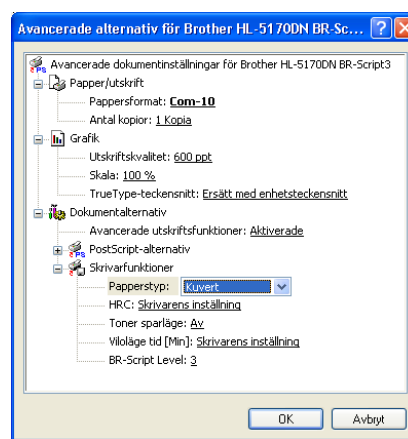 Avancerade alternativ för Brother HL-5170DN BR-Sc...
Avancerade dokumentinställningar för Brother HL-5170DN BR-Script3
Papper/utskrift
Pappersformat: Com-10
Antal kopior: 1 Kopia
Grafik
Utskriftskvalitet: 600 ppt
Skala: 100 %
TrueType-teckensnitt: Ersätt med enhetsteckensnitt
Dokumentalternativ
Avancerade utskriftsfunktioner: Aktiverade
PostScript-alternativ
Skrivarfunktioner
Papperstyp: Kuvert
HRC: Skrivarens inställning
Toner sparläge: Av
Viloläge tid [Min]: Skrivarens inställning
BR-Script Level: 3
OK Avbryt